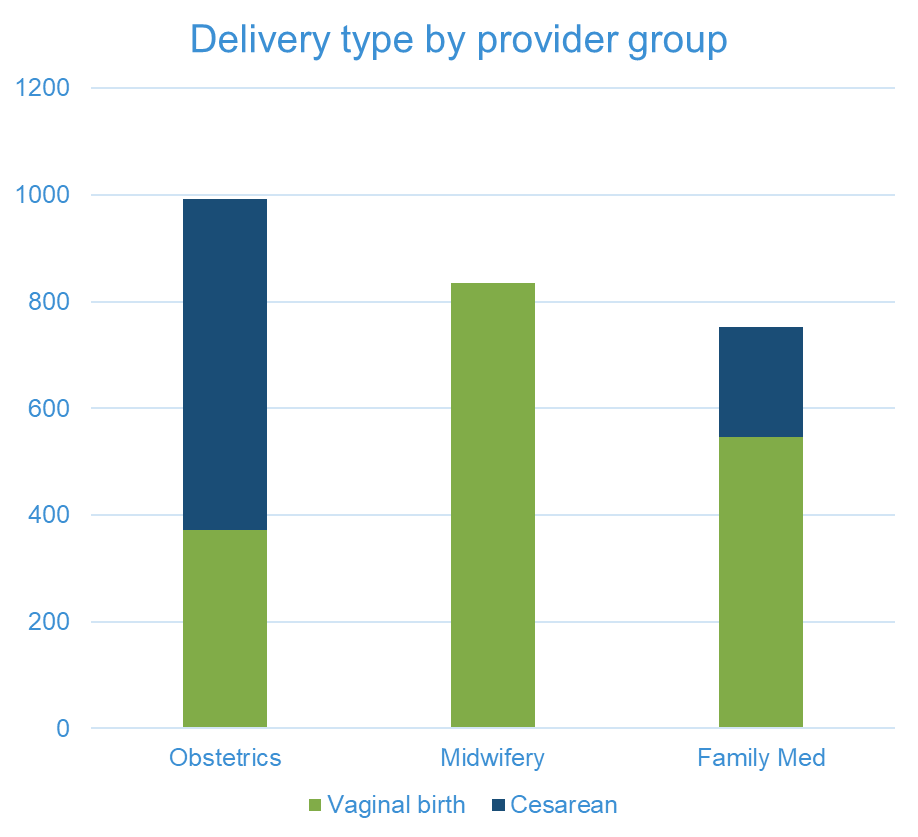 Delivery type by provider group
1200
1000
800
600
400
200
0
Obstetrics Midwifery Family Med
Vaginal birth Cesarean